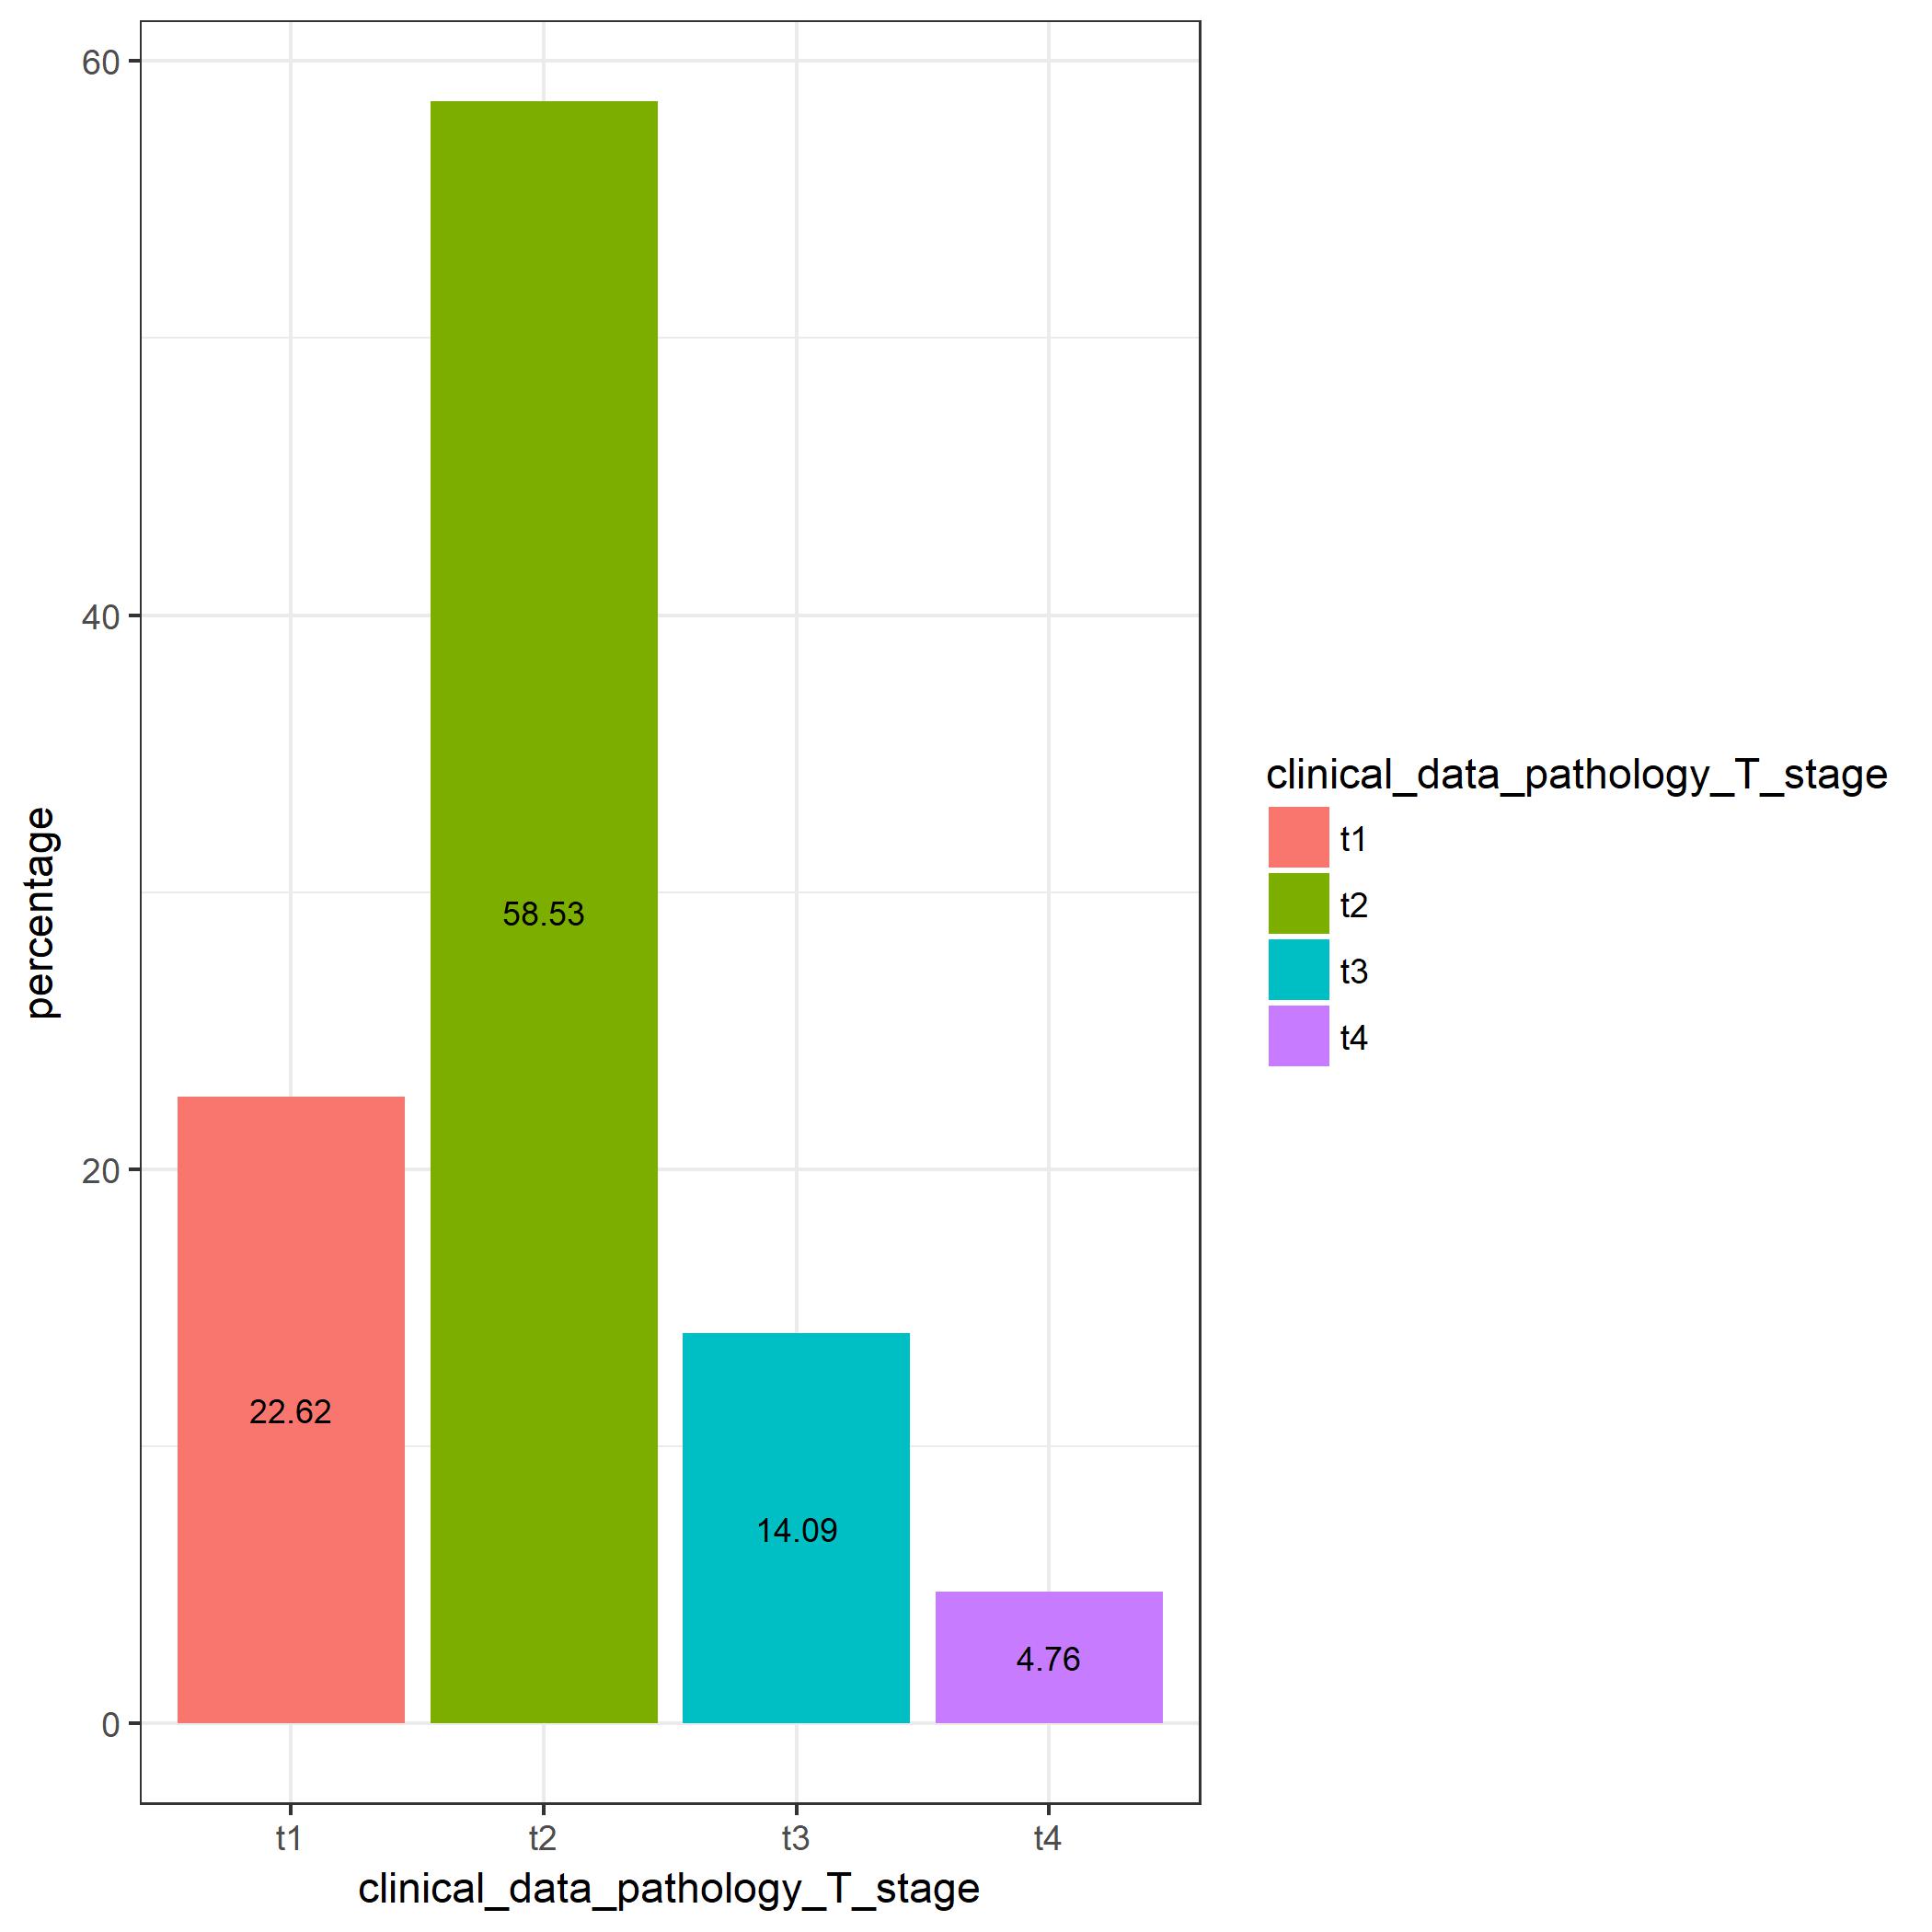 60
40
20
0
percentage
58.53
22.62
14.09
4.76
t1 t2 t3 t4
clinical_data_pathology_T_stage
clinical_data_pathology_T_stage
t1
t2
t3
t4